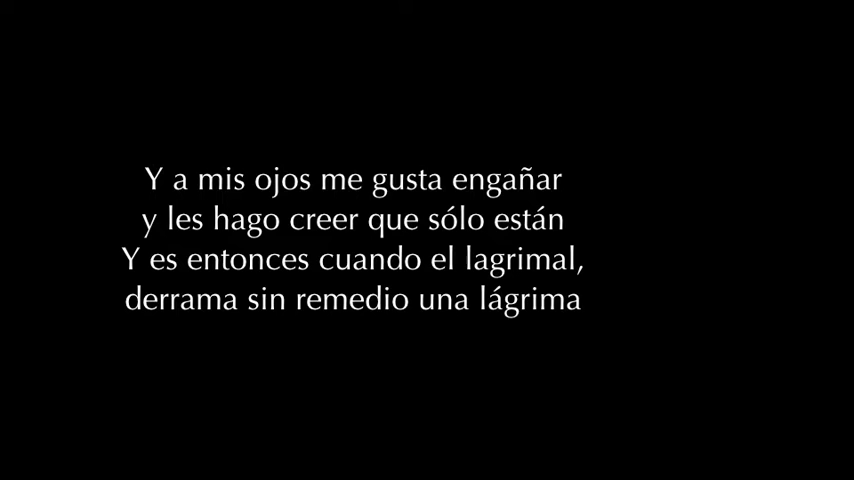 Y a mis ojos me gusta engañar
y les hago creer que sólo están
Y es entonces cuando el lagrimal,
derrama sin remedio una lágrima